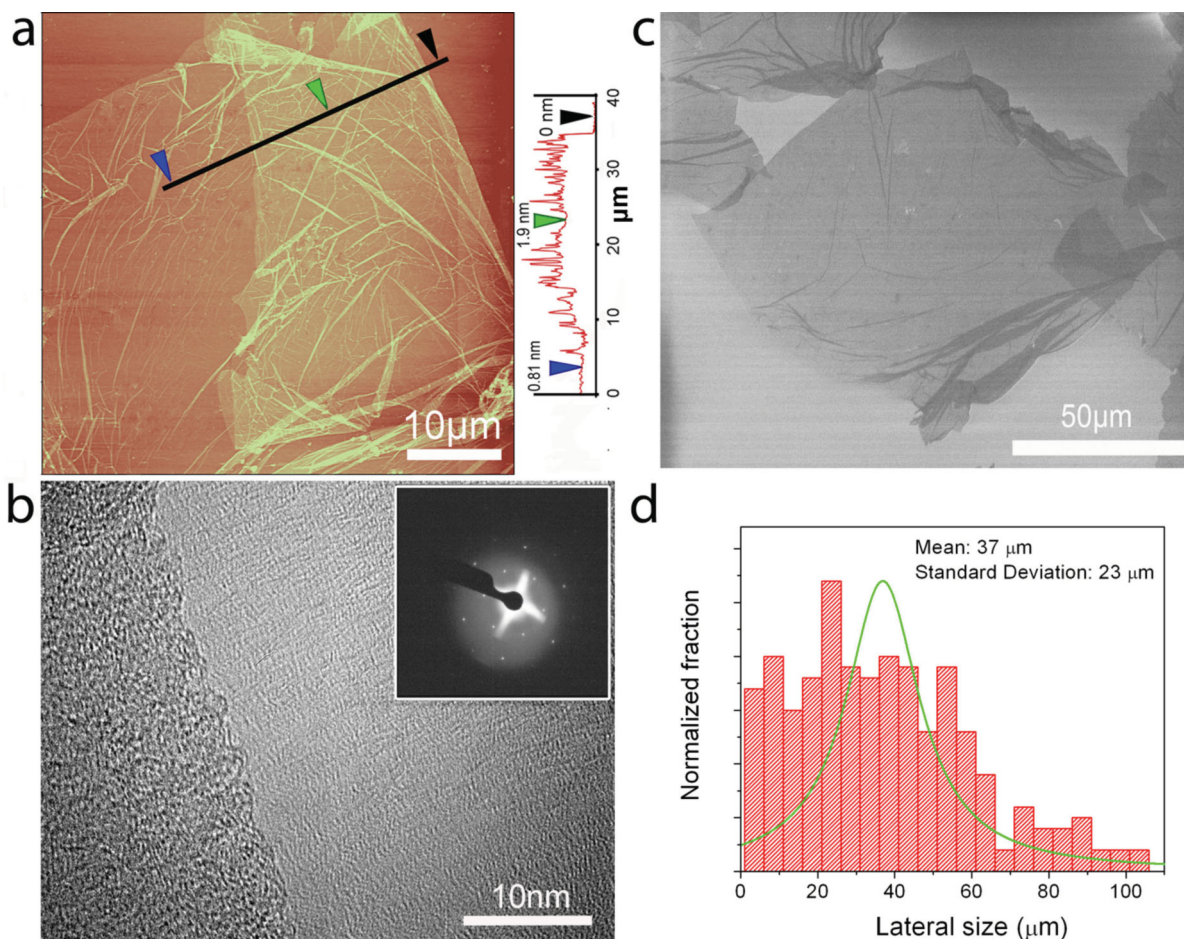 a
0 nm
1.9 nm
0.81 nm
40
30
µm
20
10
0
10µm
c
50µm
b
10nm
d
Mean: 37 µm
Standard Deviation: 23 µm
Normalized fraction
0 20 40 60 80 100
Lateral size (µm)